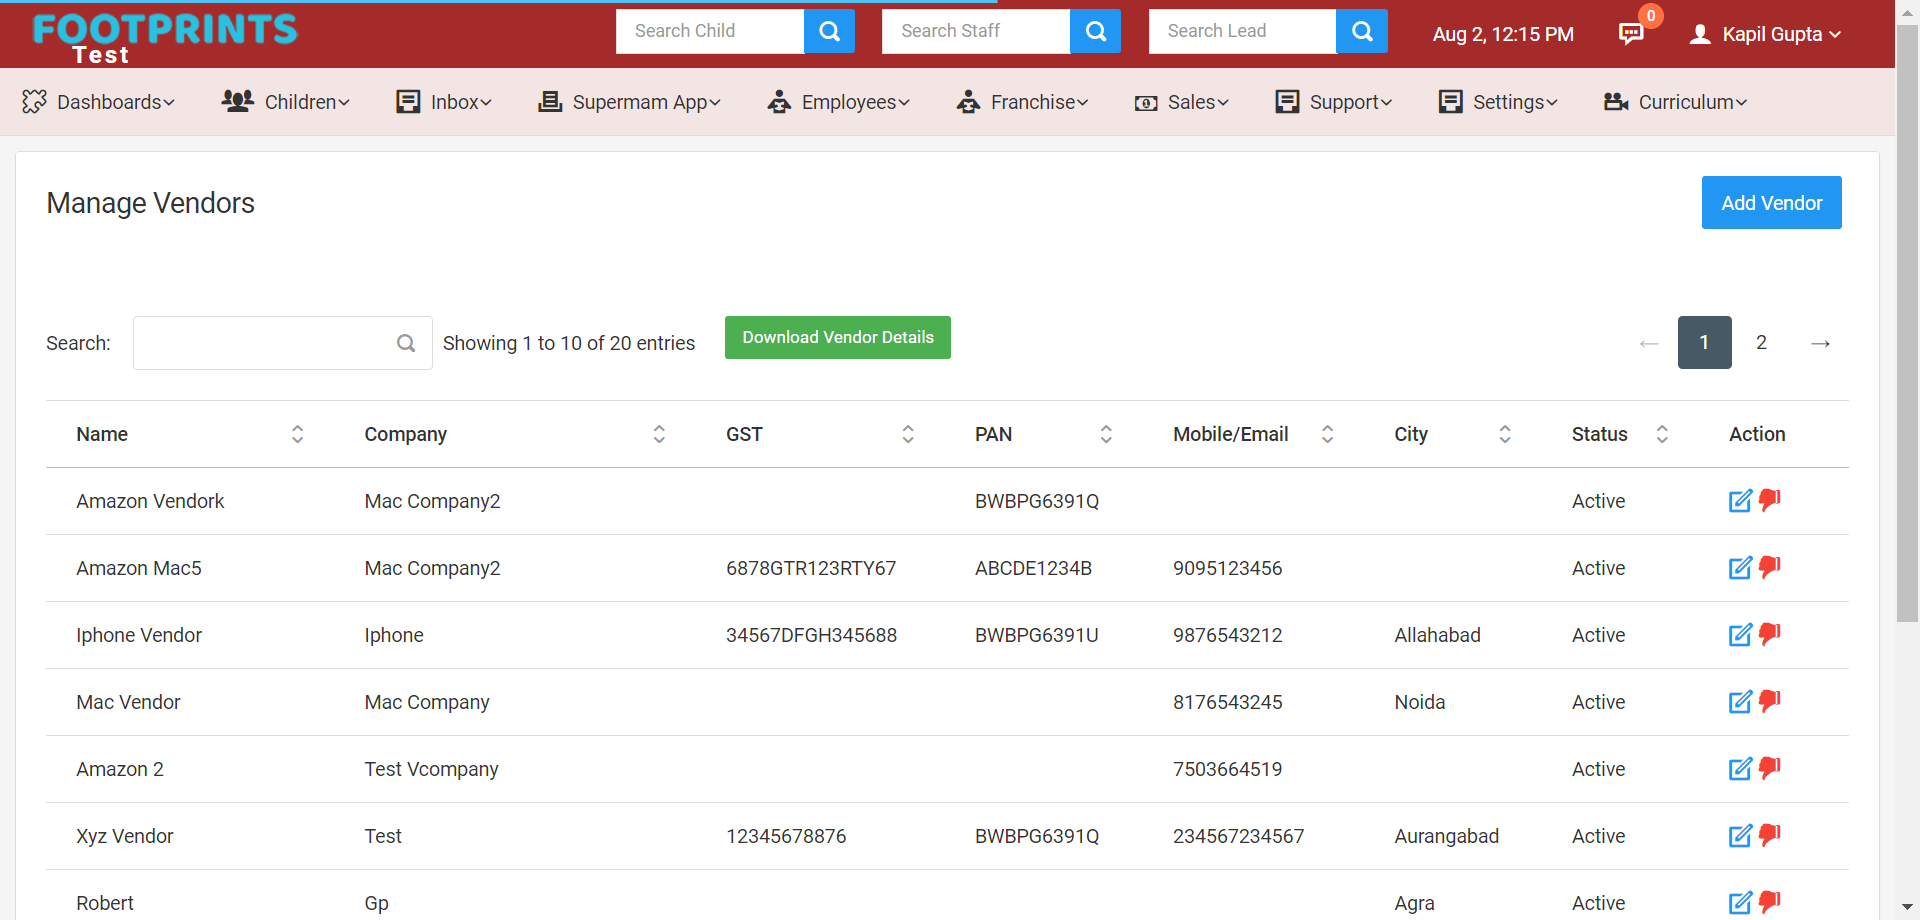 FOOTPRINTS
Test
Search Child
Search Staff
Search Lead
Aug 2, 12:15 PM
0
Kapil Gupta
Dashboards
Children
Inbox
Supermam App
Employees
Franchise
Sales
Support
Settings
Curriculum
Manage Vendors
Add Vendor
Search:
Showing 1 to 10 of 20 entries
Download Vendor Details
← 1 2 →
Name Company GST PAN Mobile/Email City Status Action
Amazon Vendork Mac Company2 BWBPG6391Q Active
Amazon Mac5 Mac Company2 6878GTR123RTY67 ABCDE1234B 9095123456 Active
Iphone Vendor Iphone 34567DFGH345688 BWBPG6391U 9876543212 Allahabad Active
Mac Vendor Mac Company 8176543245 Noida Active
Amazon 2 Test Vcompany 7503664519 Active
Xyz Vendor Test 12345678876 BWBPG6391Q 234567234567 Aurangabad Active
Robert Gp Agra Active